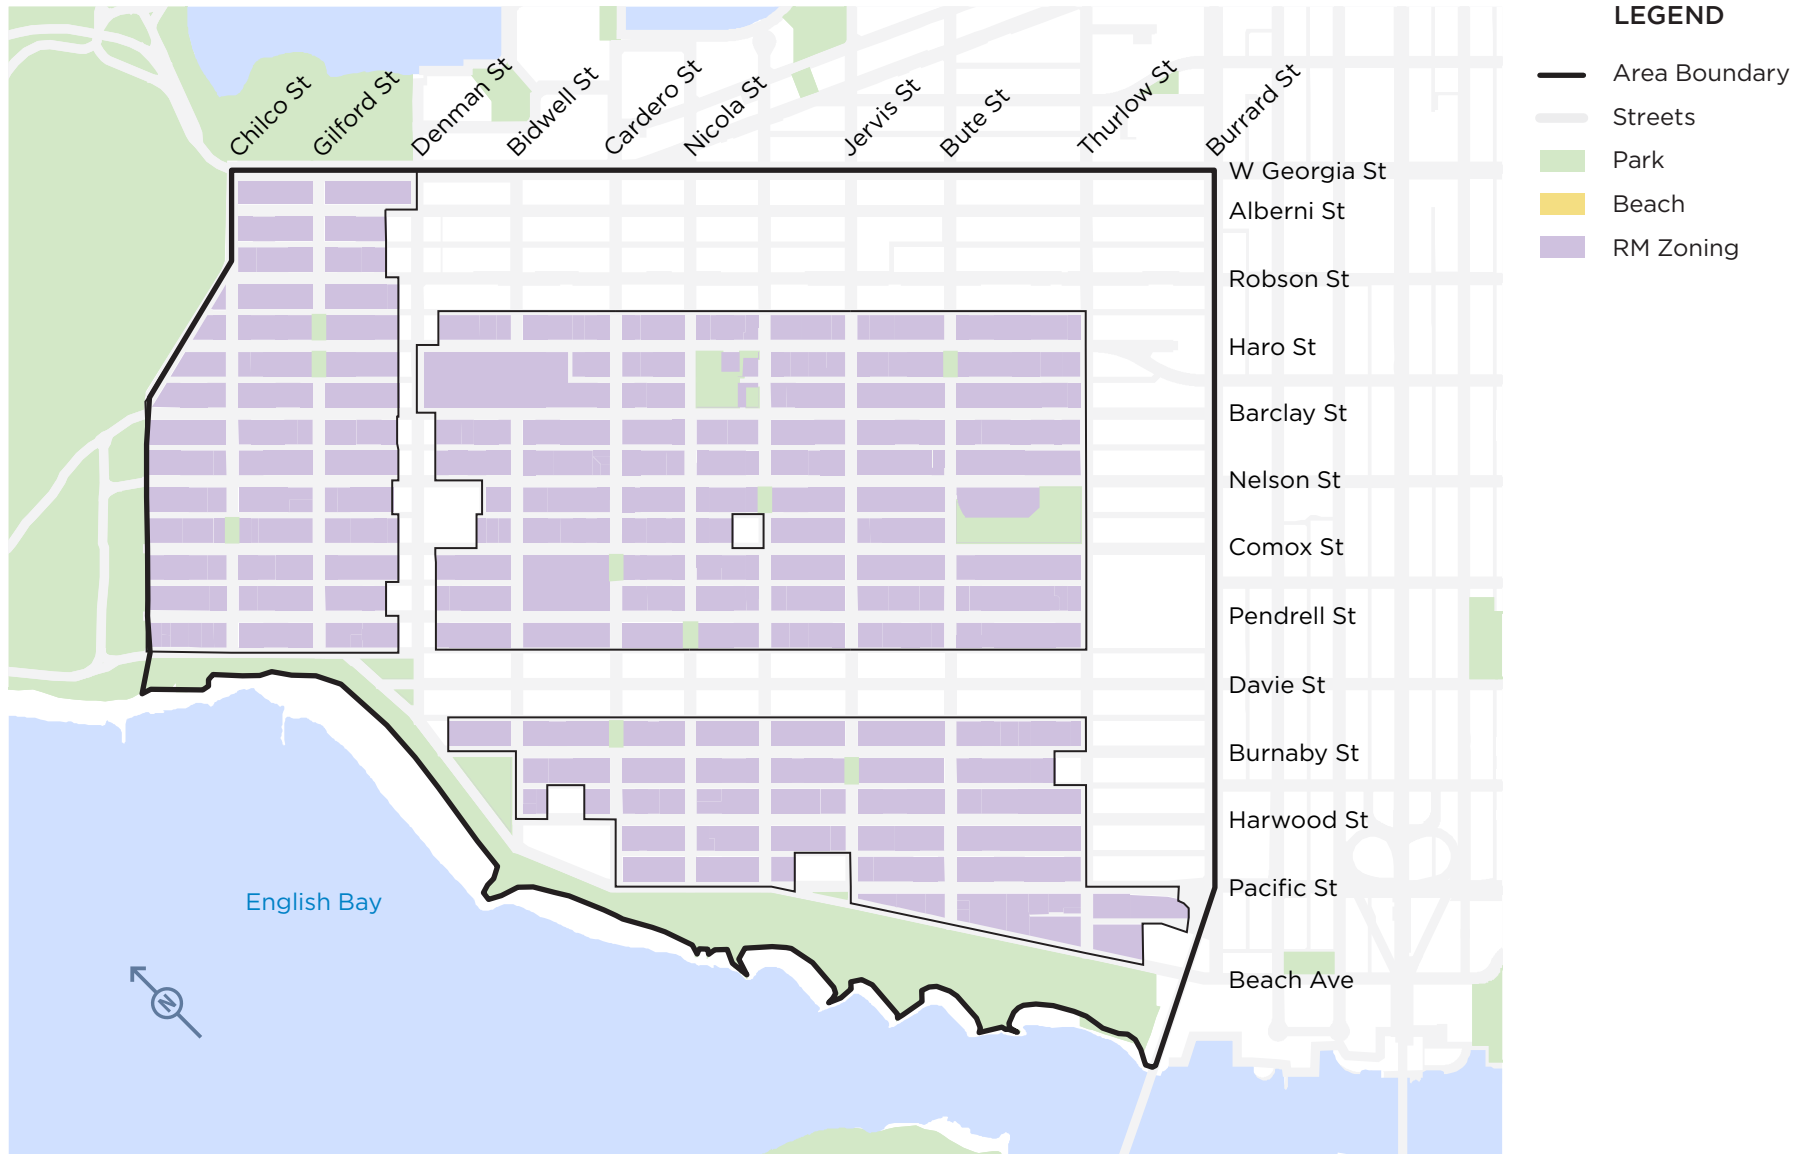 LEGEND
Area Boundary
Streets
Park
Beach
RM Zoning
Chilco St
Gilford St
Denman St
Bidwell St
Cardero St
Nicola St
Jervis St
Bute St
Thurlow St
Burrard St
W Georgia St
Alberni St
Robson St
Haro St
Barclay St
Nelson St
Comox St
Pendrell St
Davie St
Burnaby St
Harwood St
Pacific St
Beach Ave
English Bay
N